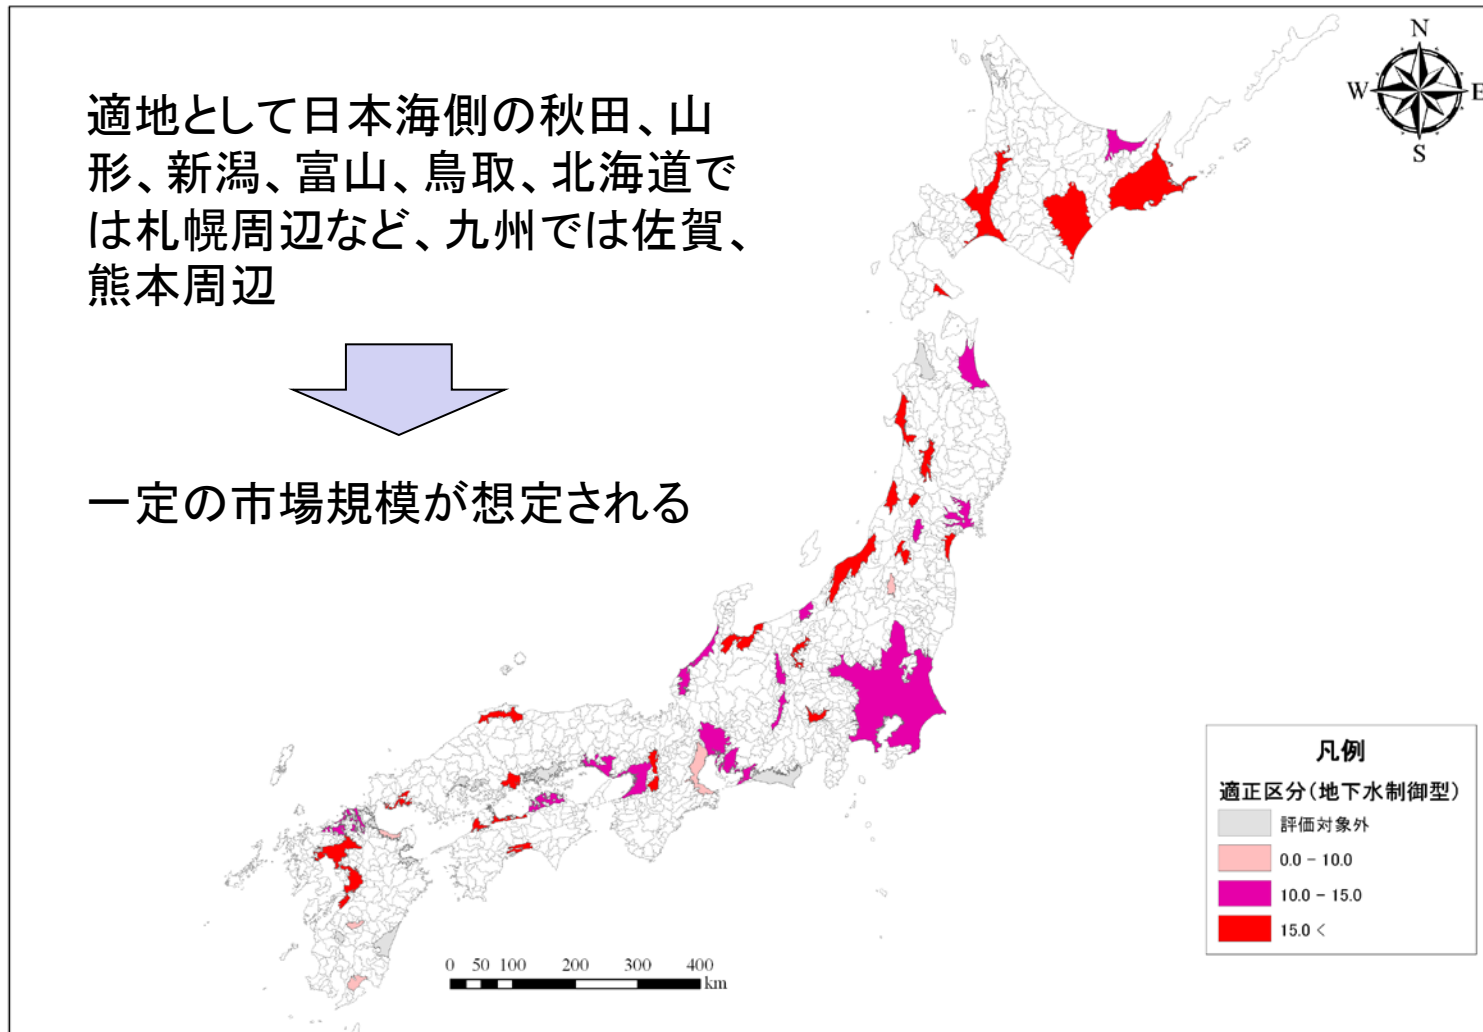 適地として日本海側の秋田、山
形、新潟、富山、鳥取、北海道で
は札幌周辺など、九州では佐賀、
熊本周辺
一定の市場規模が想定される
N
W E
S
凡例
適正区分(地下水制御型)
評価対象外
0.0 - 10.0
10.0 - 15.0
15.0 <
0 50 100 200 300 400
km